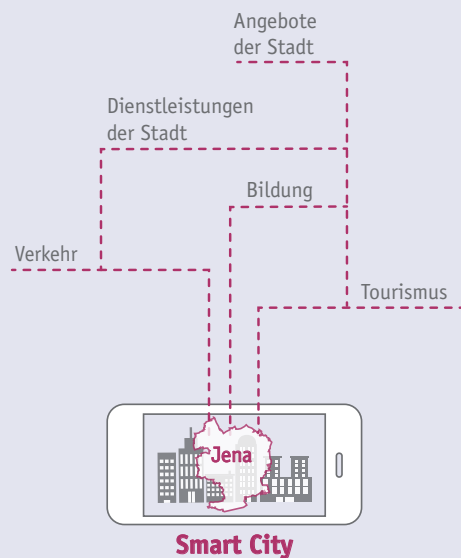 Angebote
der Stadt
Dienstleistungen
der Stadt
Bildung
Verkehr
Tourismus
Jena
Smart City